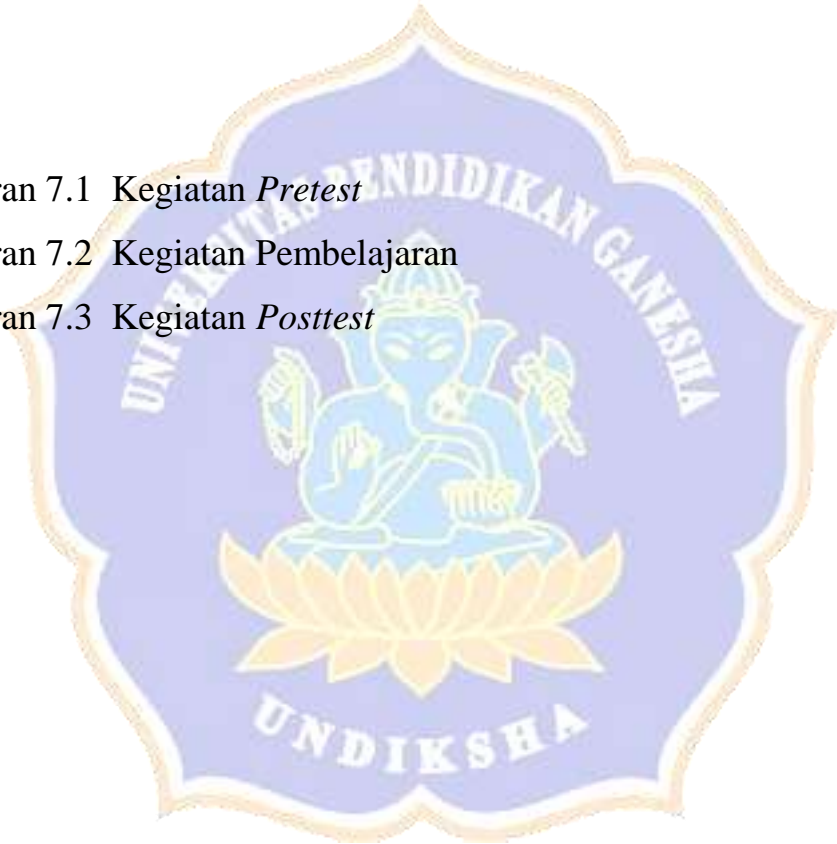 ran 7.1 Kegiatan Pretest
ran 7.2 Kegiatan Pembelajaran
ran 7.3 Kegiatan Posttest
UNIVERSITAS PENDIDIKAN GANESHA
UNDIKSHA